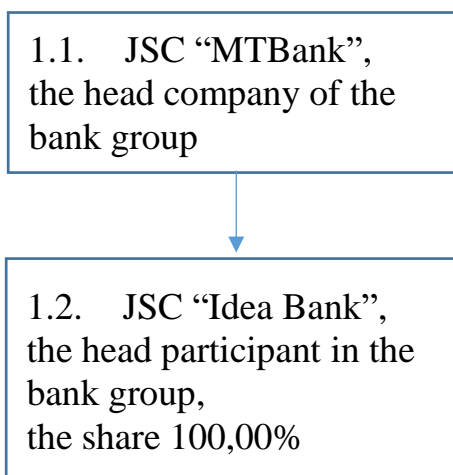 1.1. JSC “MTBank”,
the head company of the
bank group
1.2. JSC “Idea Bank”,
the head participant in the
bank group,
the share 100,00%